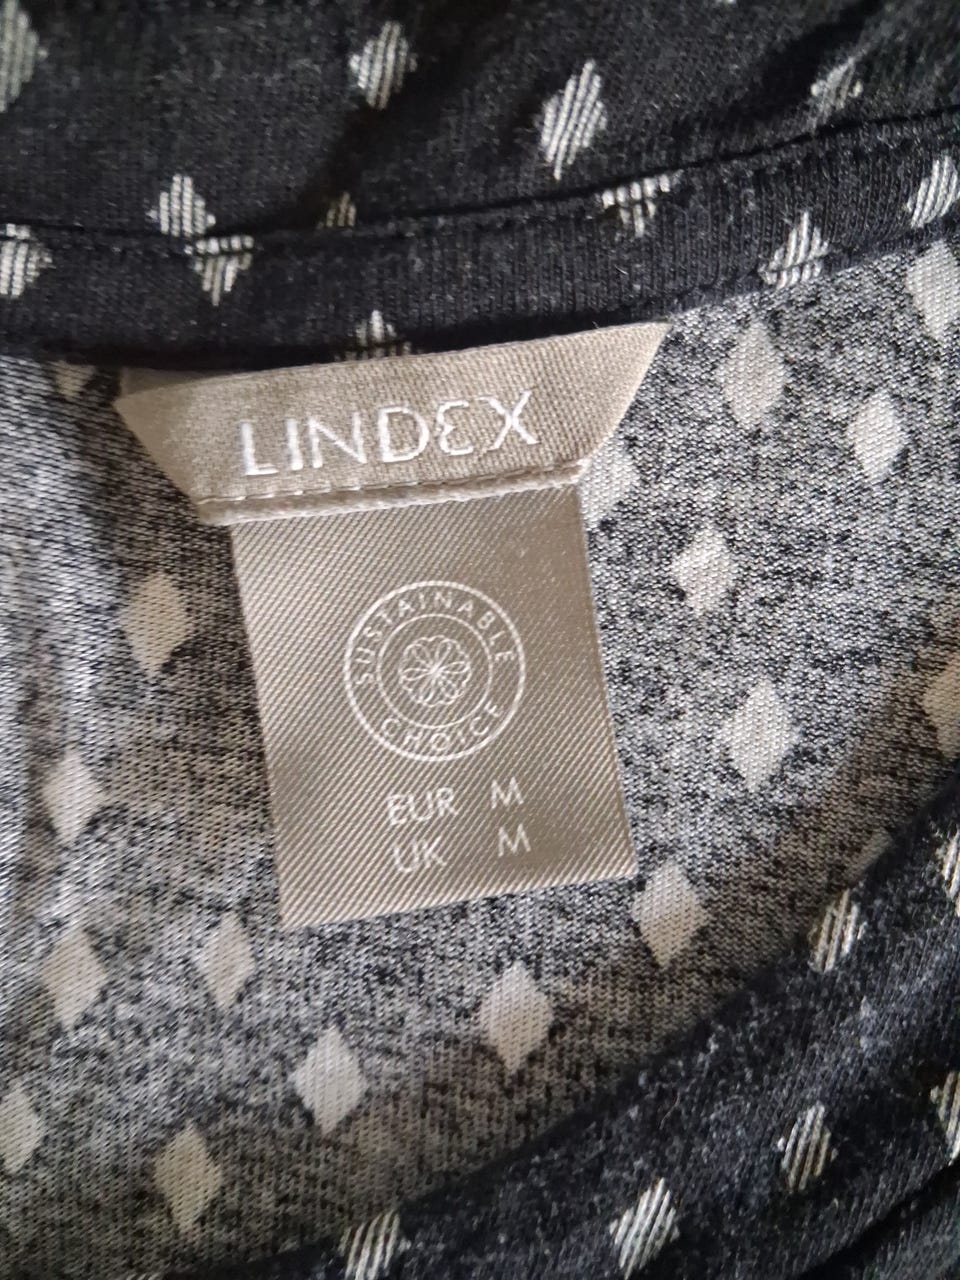 LINDEX
SUSTAINABLE
CHOICE
EUR M
UK M